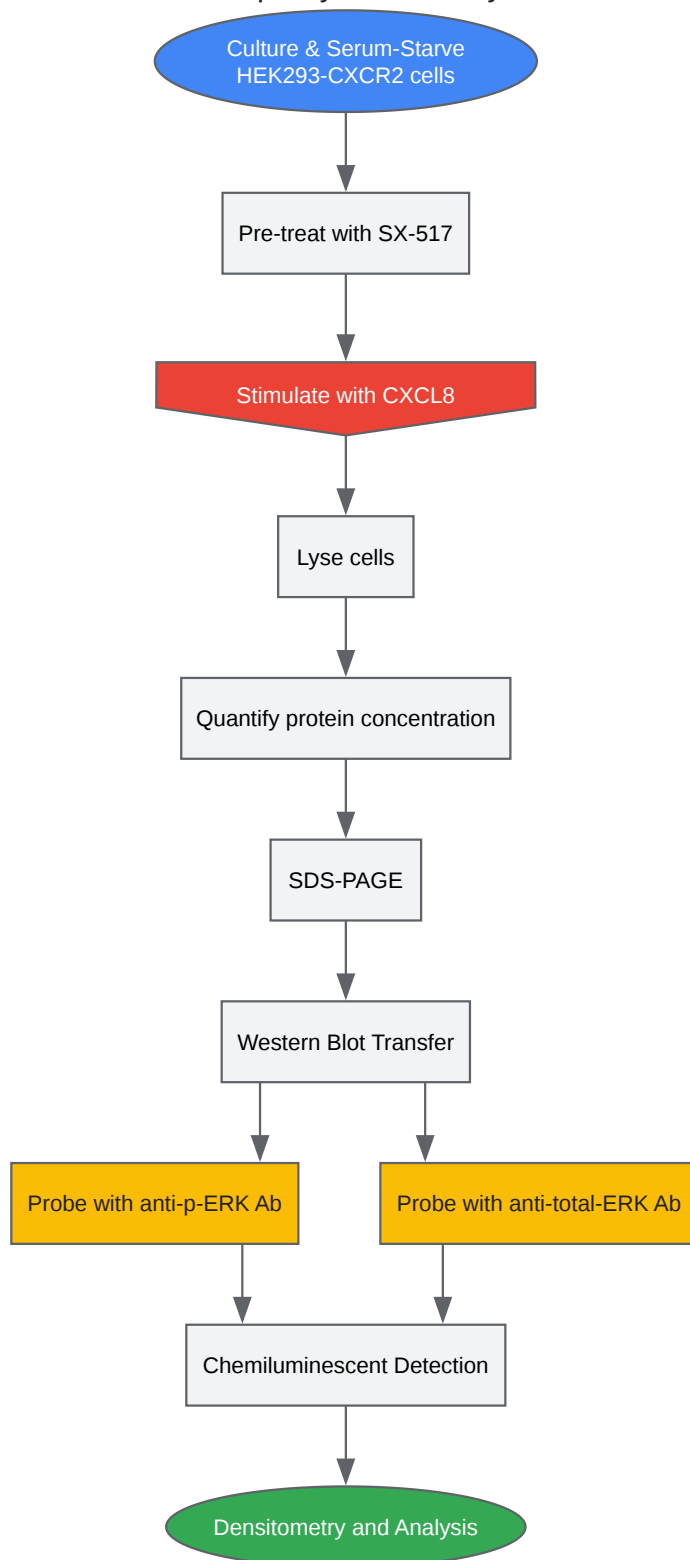 Culture & Serum-Starve
HEK293-CXCR2 cells
Pre-treat with SX-517
Stimulate with CXCL8
Lyse cells
Quantify protein concentration
SDS-PAGE
Western Blot Transfer
Probe with anti-p-ERK Ab
Probe with anti-total-ERK Ab
Chemiluminescent Detection
Densitometry and Analysis